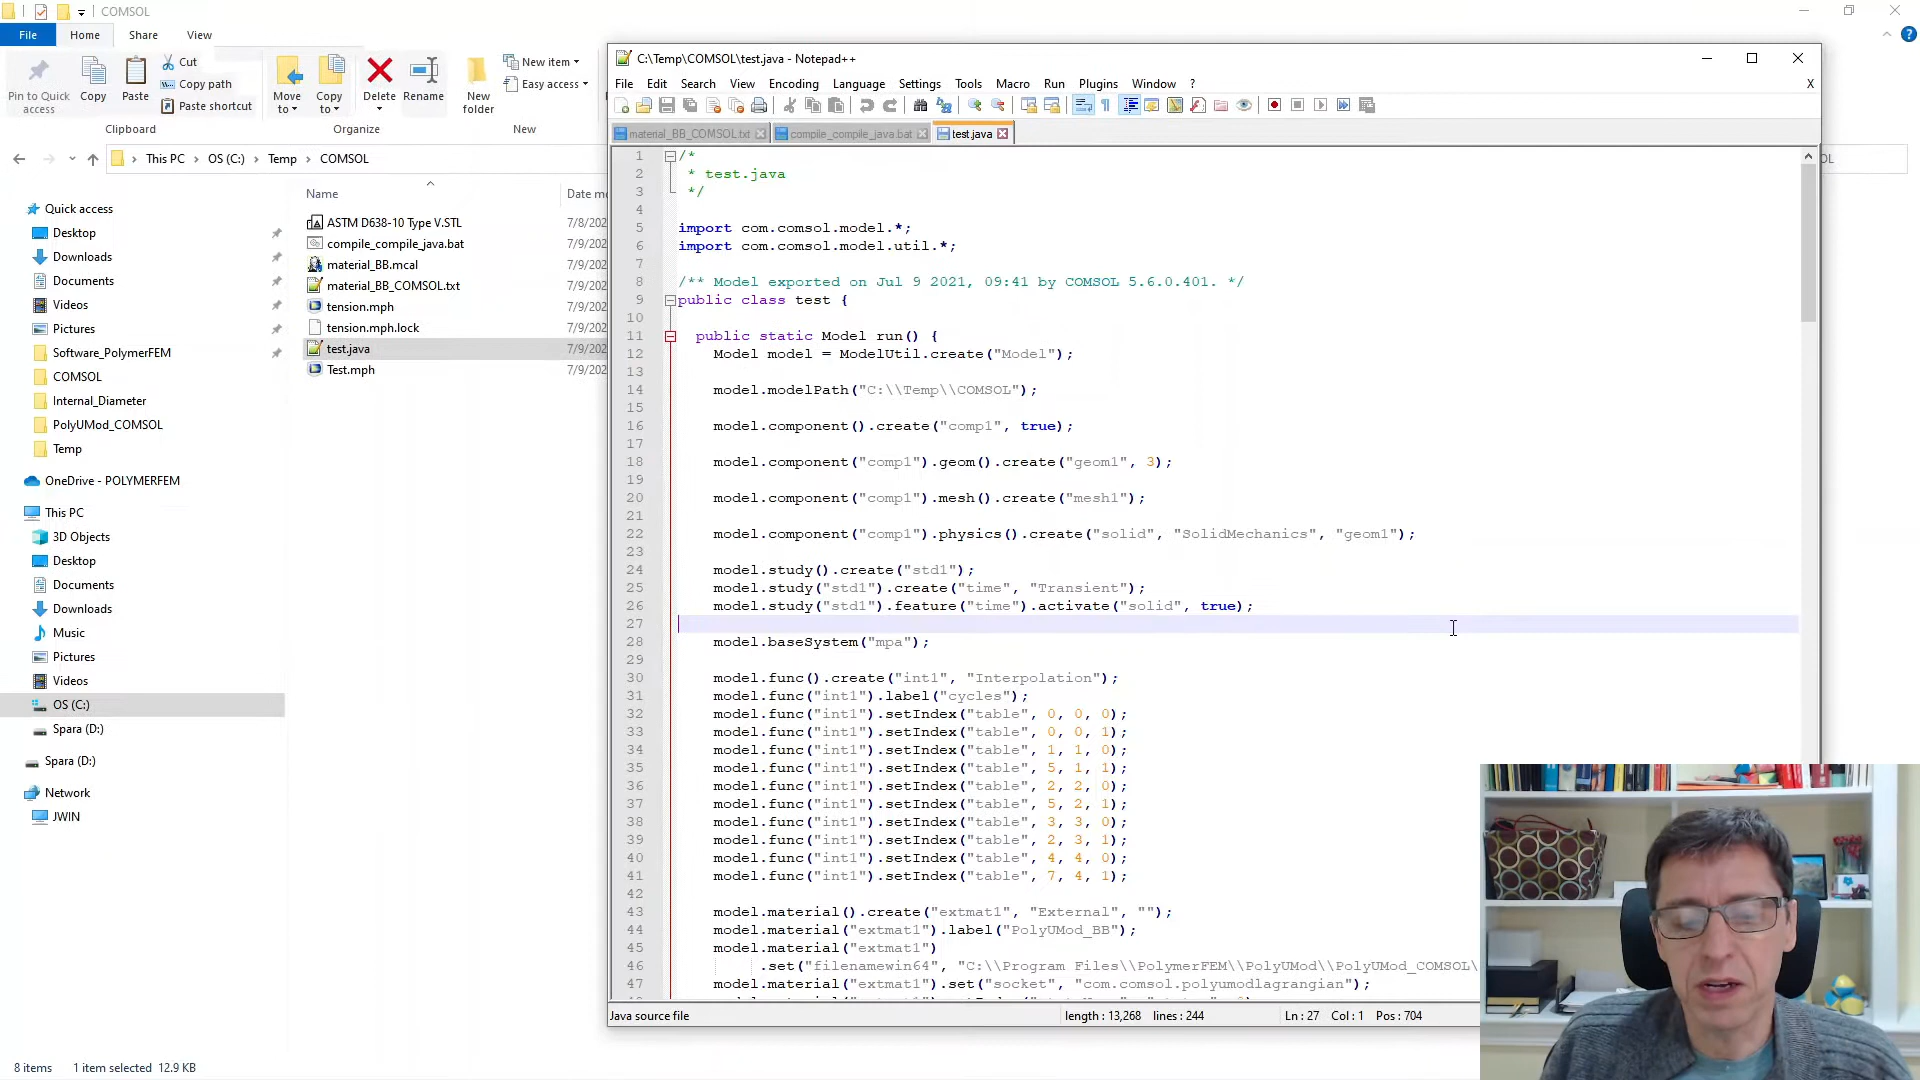 COMSOL
File
Home
Share
View
Pin to Quick access
Copy
Paste
Cut
Copy path
Paste shortcut
Clipboard
Move to
Copy to
Delete
Rename
Organize
New folder
New item
Easy access
New
This PC
OS (C:)
Temp
COMSOL
Quick access
Desktop
Downloads
Documents
Videos
Pictures
Software_PolymerFEM
COMSOL
Internal_Diameter
PolyUMod_COMSOL
Temp
OneDrive - POLYMERFEM
This PC
3D Objects
Desktop
Documents
Downloads
Music
Pictures
Videos
OS (C:)
Spara (D:)
Spara (D:)
Network
JWIN
Name
Date mo
ASTM D638-10 Type V.STL 7/8/202
compile_compile_java.bat 7/9/202
material_BB.mcal 7/9/202
material_BB_COMSOL.txt 7/9/202
tension.mph 7/9/202
tension.mph.lock 7/9/202
test.java 7/9/202
Test.mph 7/9/202
8 items 1 item selected 12.9 KB
C:\Temp\COMSOL\test.java - Notepad++
File Edit Search View Encoding Language Settings Tools Macro Run Plugins Window ? X
material_BB_COMSOL.txt compile_compile_java.bat test.java
1 /*
2 * test.java
3 */
4
5 import com.comsol.model.*;
6 import com.comsol.model.util.*;
7
8 /** Model exported on Jul 9 2021, 09:41 by COMSOL 5.6.0.401. */
9 public class test {
10
11 public static Model run() {
12 Model model = ModelUtil.create("Model");
13
14 model.modelPath("C:\\Temp\\COMSOL");
15
16 model.component().create("comp1", true);
17
18 model.component("comp1").geom().create("geom1", 3);
19
20 model.component("comp1").mesh().create("mesh1");
21
22 model.component("comp1").physics().create("solid", "SolidMechanics", "geom1");
23
24 model.study().create("std1");
25 model.study("std1").create("time", "Transient");
26 model.study("std1").feature("time").activate("solid", true);
27
28 model.baseSystem("mpa");
29
30 model.func().create("int1", "Interpolation");
31 model.func("int1").label("cycles");
32 model.func("int1").setIndex("table", 0, 0, 0);
33 model.func("int1").setIndex("table", 0, 0, 1);
34 model.func("int1").setIndex("table", 1, 1, 0);
35 model.func("int1").setIndex("table", 5, 1, 1);
36 model.func("int1").setIndex("table", 2, 2, 0);
37 model.func("int1").setIndex("table", 5, 2, 1);
38 model.func("int1").setIndex("table", 3, 3, 0);
39 model.func("int1").setIndex("table", 2, 3, 1);
40 model.func("int1").setIndex("table", 4, 4, 0);
41 model.func("int1").setIndex("table", 7, 4, 1);
42
43 model.material().create("extmat1", "External", "");
44 model.material("extmat1").label("PolyUMod_BB");
45 model.material("extmat1")
46 .set("filenamewin64", "C:\\Program Files\\PolymerFEM\\PolyUMod\\PolyUMod_COMSOL\
47 model.material("extmat1").set("socket", "com.comsol.polyumodlagrangian");
Java source file
length : 13,268 lines : 244
Ln : 27 Col : 1 Pos : 704
OL